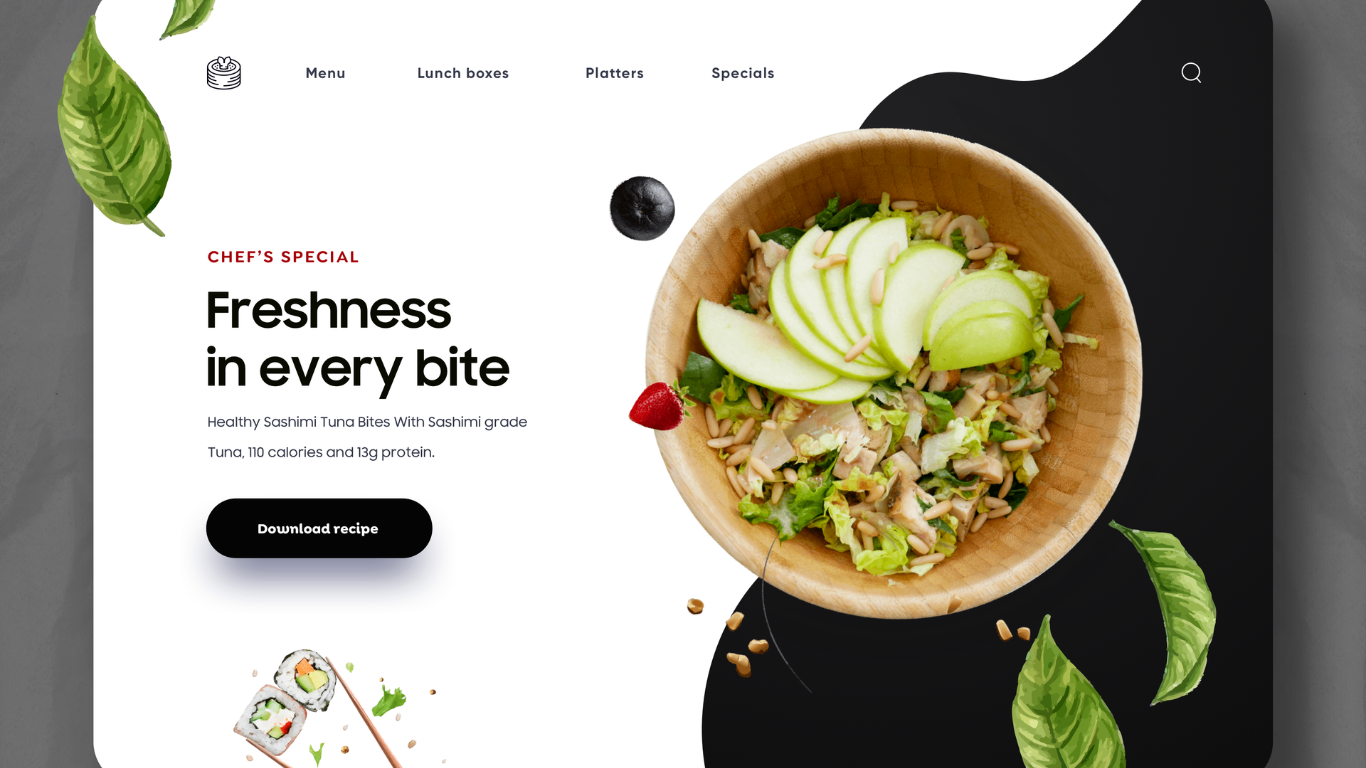 Menu Lunch boxes Platters Specials
CHEF’S SPECIAL
Freshness
in every bite
Healthy Sashimi Tuna Bites With Sashimi grade
Tuna, 110 calories and 13g protein.
Download recipe